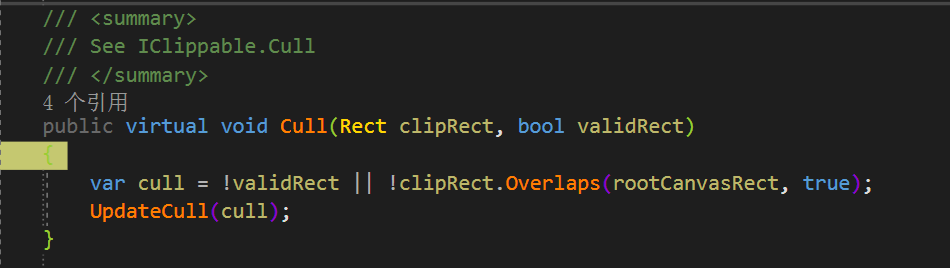 /// <summary>
/// See IClippable.Cull
/// </summary>
4 个引用
public virtual void Cull(Rect clipRect, bool validRect)
{
var cull = !validRect || !clipRect.Overlaps(rootCanvasRect, true);
UpdateCull(cull);
}